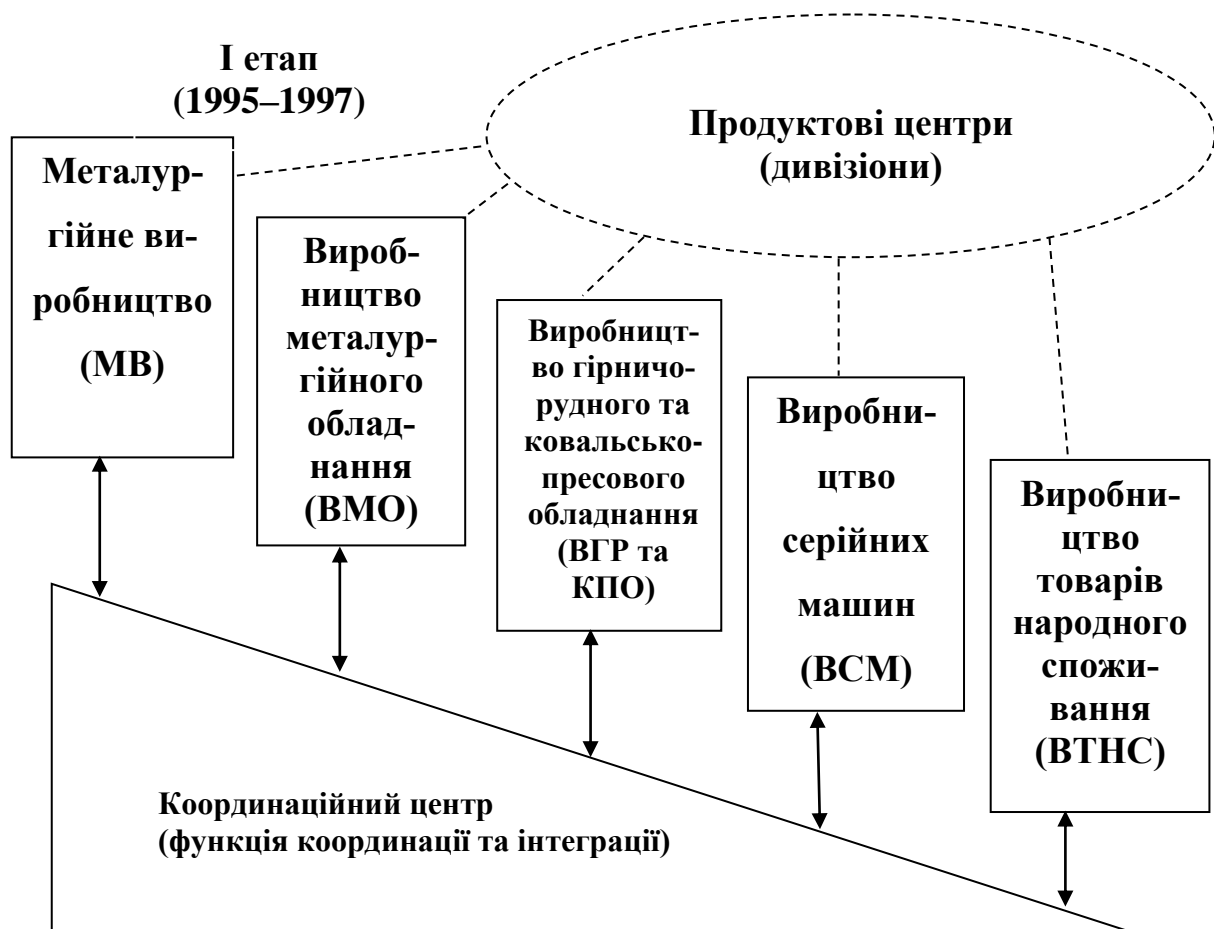 І етап
(1995–1997)
Продуктові центри
(дивізіони)
Металур-
гійне ви-
робництво
(МВ)
Вироб-
ництво
металур-
гійного
облад-
нання
(ВМО)
Виробницт-
во гірничо-
рудного та
ковальсько-
пресового
обладнання
(ВГР та
КПО)
Виробни-
цтво
серійних
машин
(ВСМ)
Виробни-
цтво
товарів
народного
спожи-
вання
(ВТНС)
Координаційний центр
(функція координації та інтеграції)